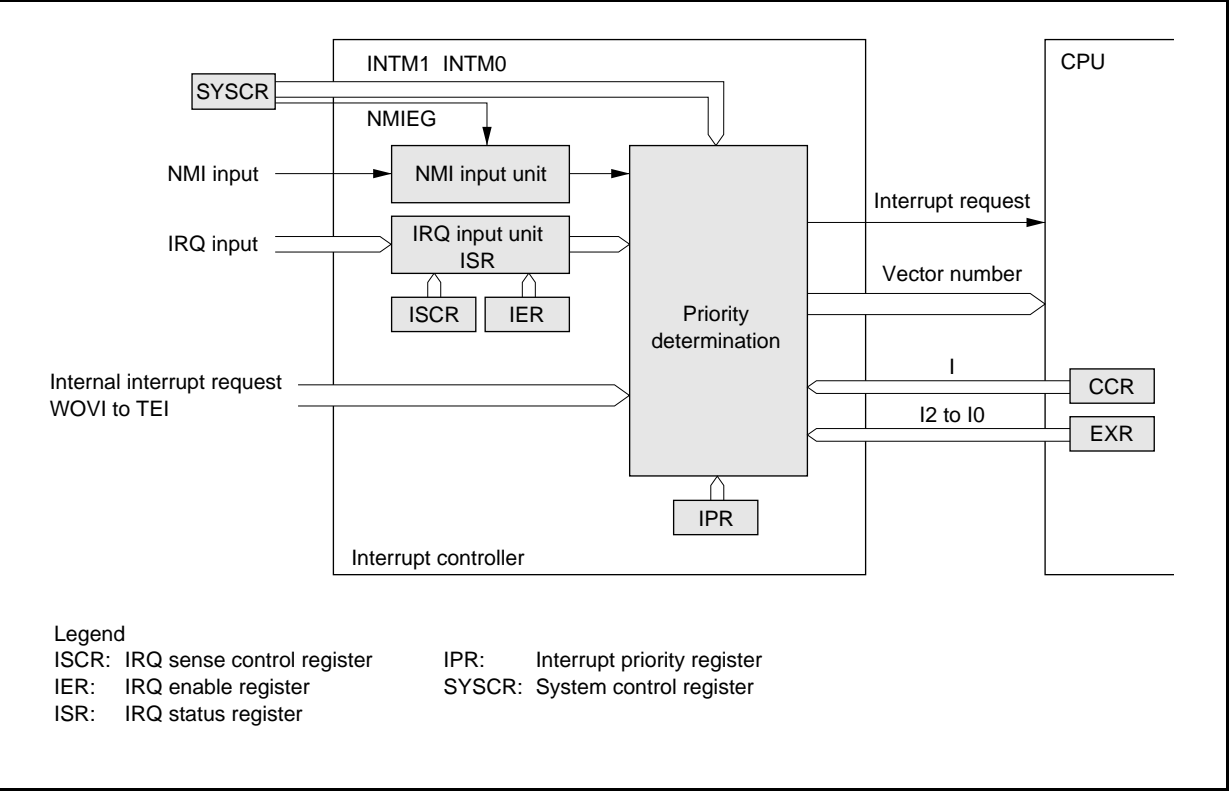 INTM1 INTM0
CPU
SYSCR
NMIEG
NMI input
NMI input unit
Interrupt request
IRQ input
IRQ input unit
ISR
Vector number
ISCR
IER
Priority
determination
Internal interrupt request
WOVI to TEI
I
CCR
I2 to I0
EXR
IPR
Interrupt controller
Legend
ISCR: IRQ sense control register
IPR: Interrupt priority register
IER: IRQ enable register
SYSCR: System control register
ISR: IRQ status register